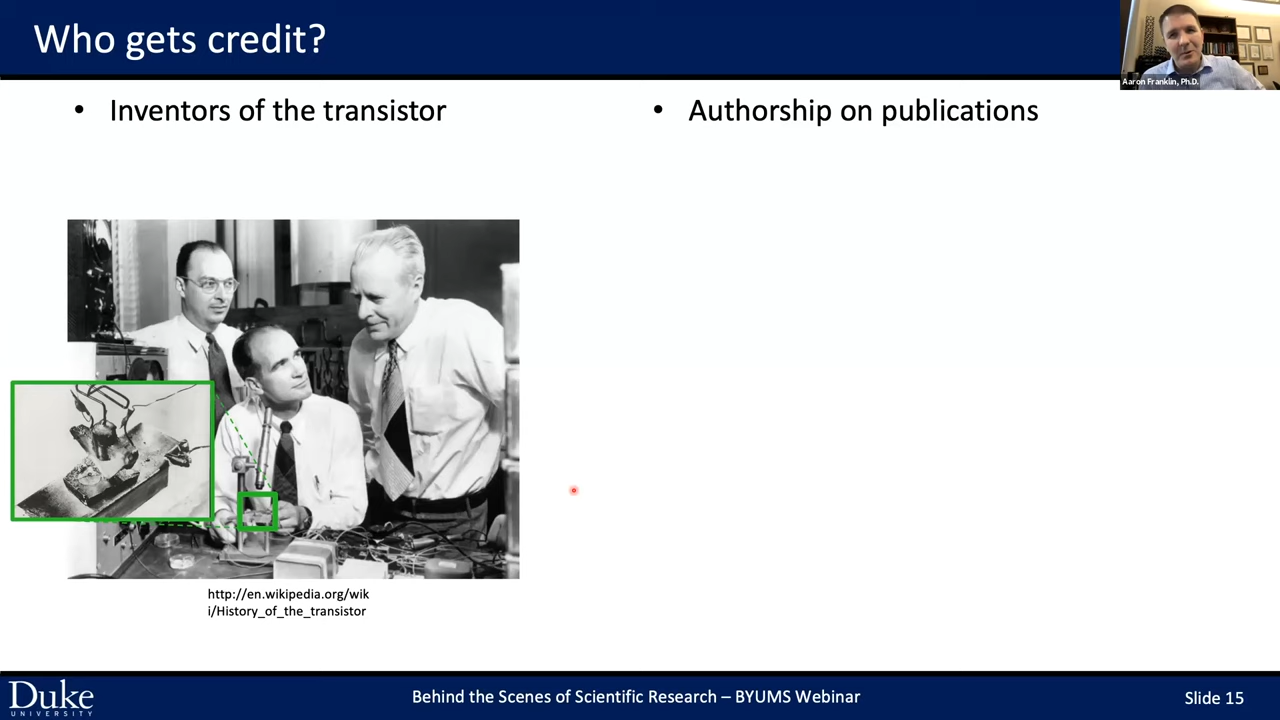 Who gets credit?
Aaron Franklin, Ph.D.
• Inventors of the transistor
• Authorship on publications
http://en.wikipedia.org/wik
i/History_of_the_transistor
Duke
UNIVERSITY
Behind the Scenes of Scientific Research – BYUMS Webinar
Slide 15